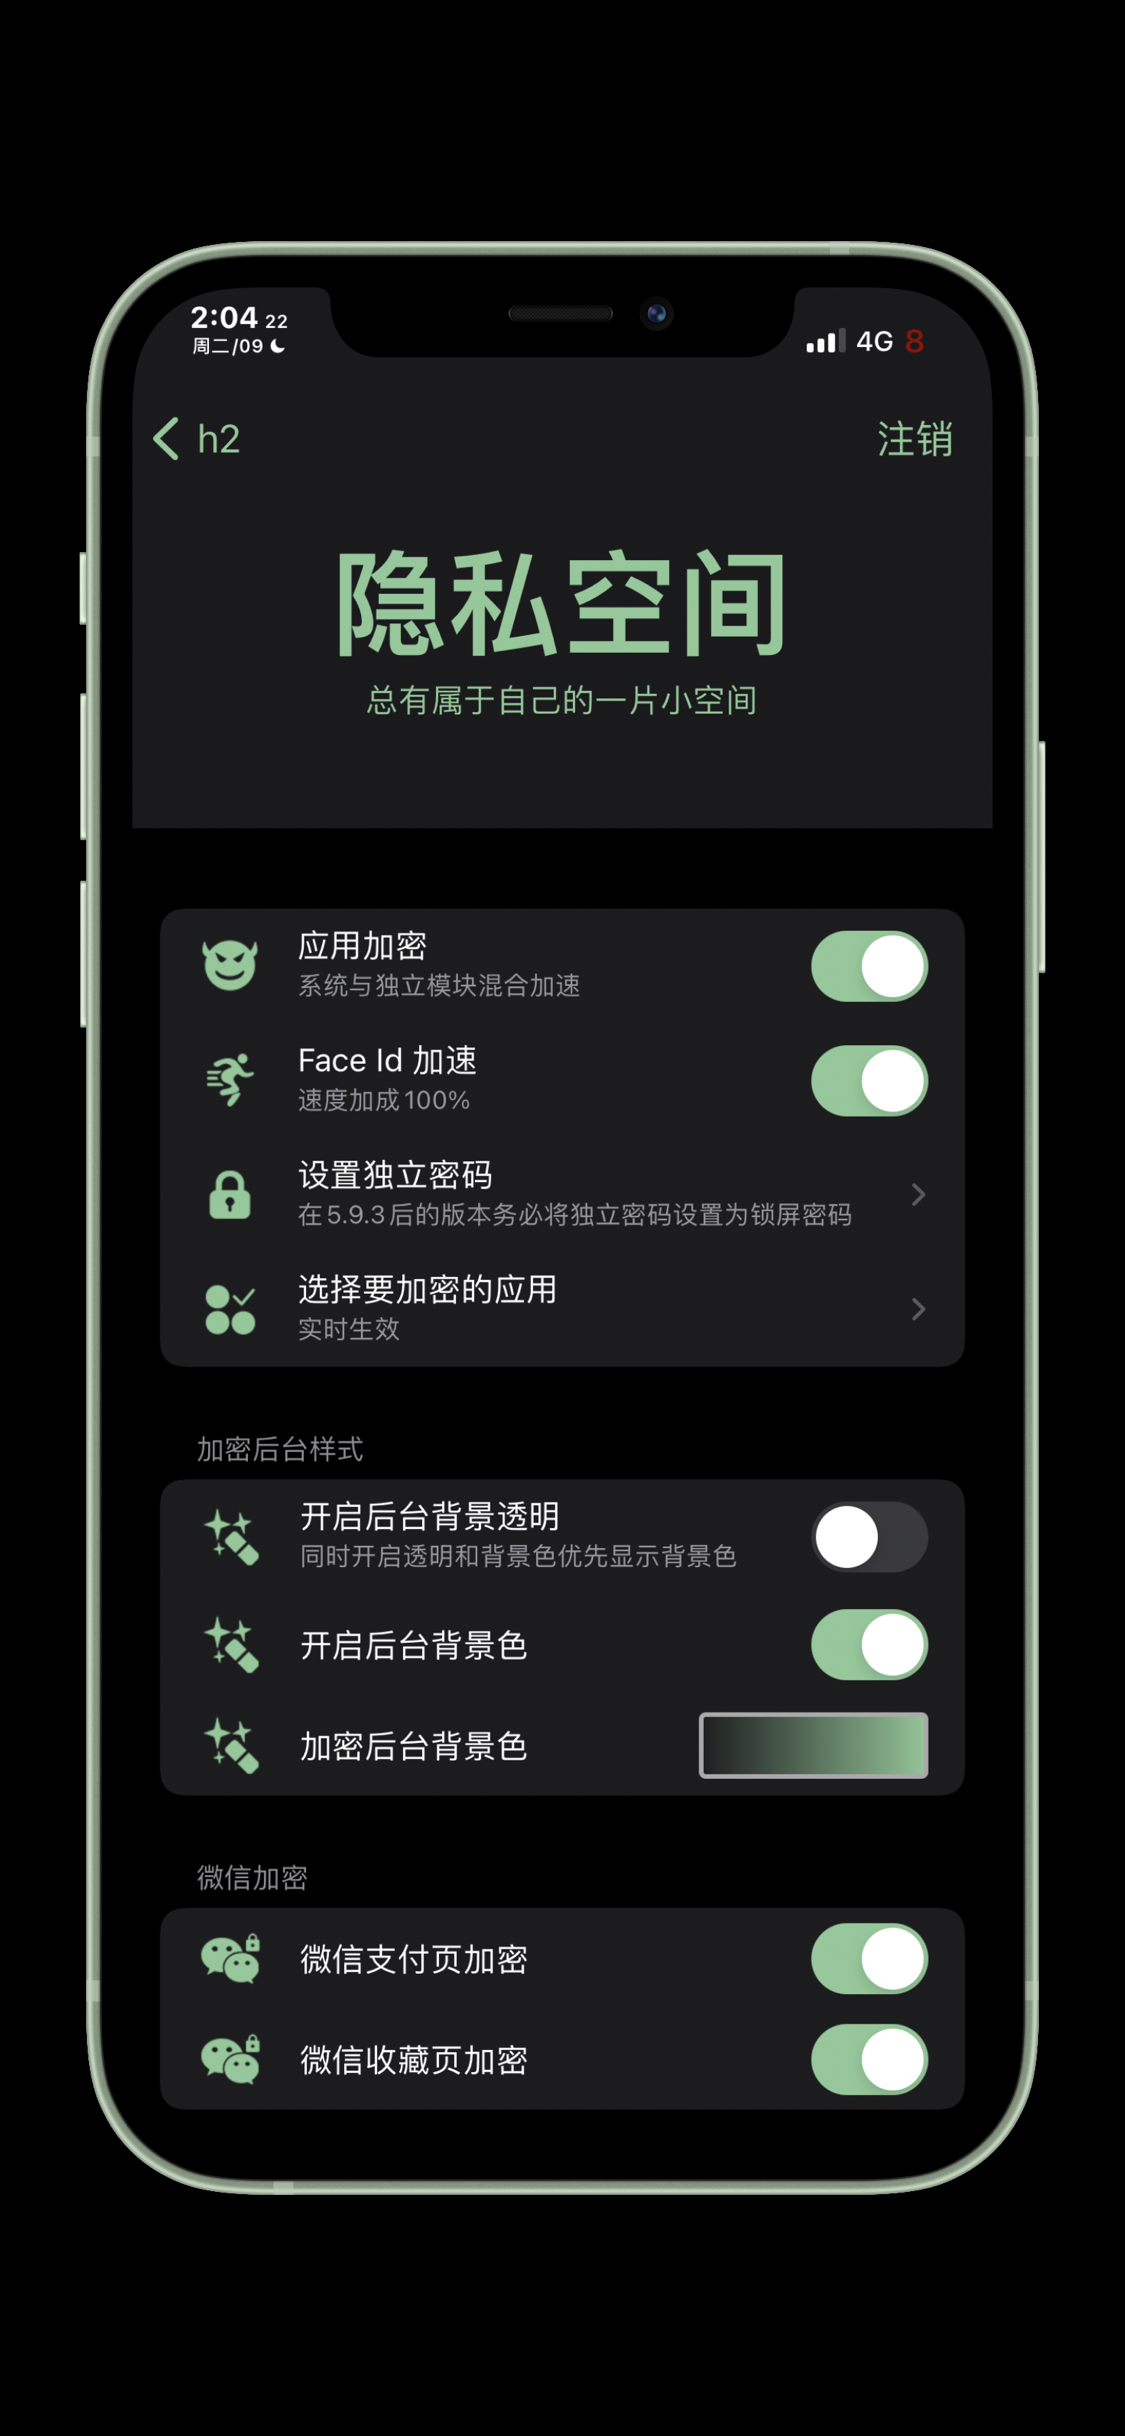 2:04 22
周二/09
4G 8
h2
注销
隐私空间
总有属于自己的一片小空间
应用加密
系统与独立模块混合加速
Face Id 加速
速度加成100%
设置独立密码
在5.9.3后的版本务必将独立密码设置为锁屏密码
选择要加密的应用
实时生效
加密后台样式
开启后台背景透明
同时开启透明和背景色优先显示背景色
开启后台背景色
加密后台背景色
微信加密
微信支付页加密
微信收藏页加密